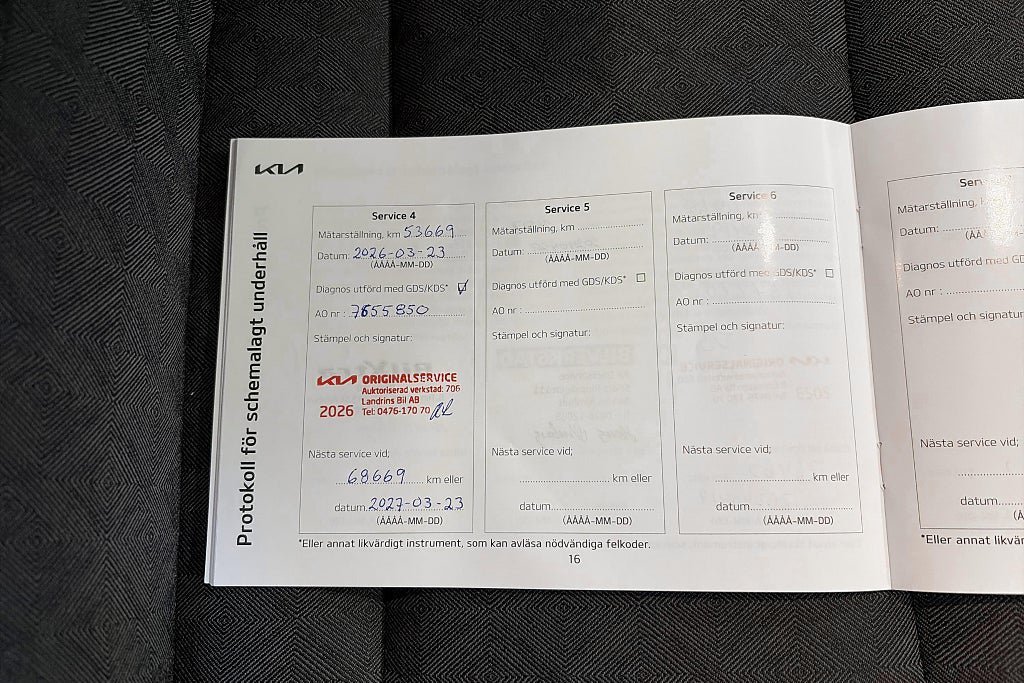 KIA
Protokoll för schemalagt underhåll
Service 4
Mätarställning, km 53669
Datum: 2026-03-23
(ÅÅÅÅ-MM-DD)
Diagnos utförd med GDS/KDS*
AO nr : 7655850
Stämpel och signatur:
KIA ORIGINALSERVICE
Auktoriserad verkstad: 706
Landrins Bil AB
2026 Tel: 0476-170 70
Nästa service vid;
68669 km eller
datum 2027-03-23
(ÅÅÅÅ-MM-DD)
Service 5
Mätarställning, km
Datum:
(ÅÅÅÅ-MM-DD)
Diagnos utförd med GDS/KDS*
AO nr :
Stämpel och signatur:
Nästa service vid;
km eller
datum
(ÅÅÅÅ-MM-DD)
Service 6
Mätarställning, km
Datum:
(ÅÅÅÅ-MM-DD)
Diagnos utförd med GDS/KDS*
AO nr :
Stämpel och signatur:
Nästa service vid;
km eller
datum
(ÅÅÅÅ-MM-DD)
*Eller annat likvärdigt instrument, som kan avläsa nödvändiga felkoder.
16
Mätarställning,
Datum:
Diagnos utförd med GDS/KDS
AO nr :
Stämpel och signatur
Nästa service vid;
datum
*Eller annat likvär